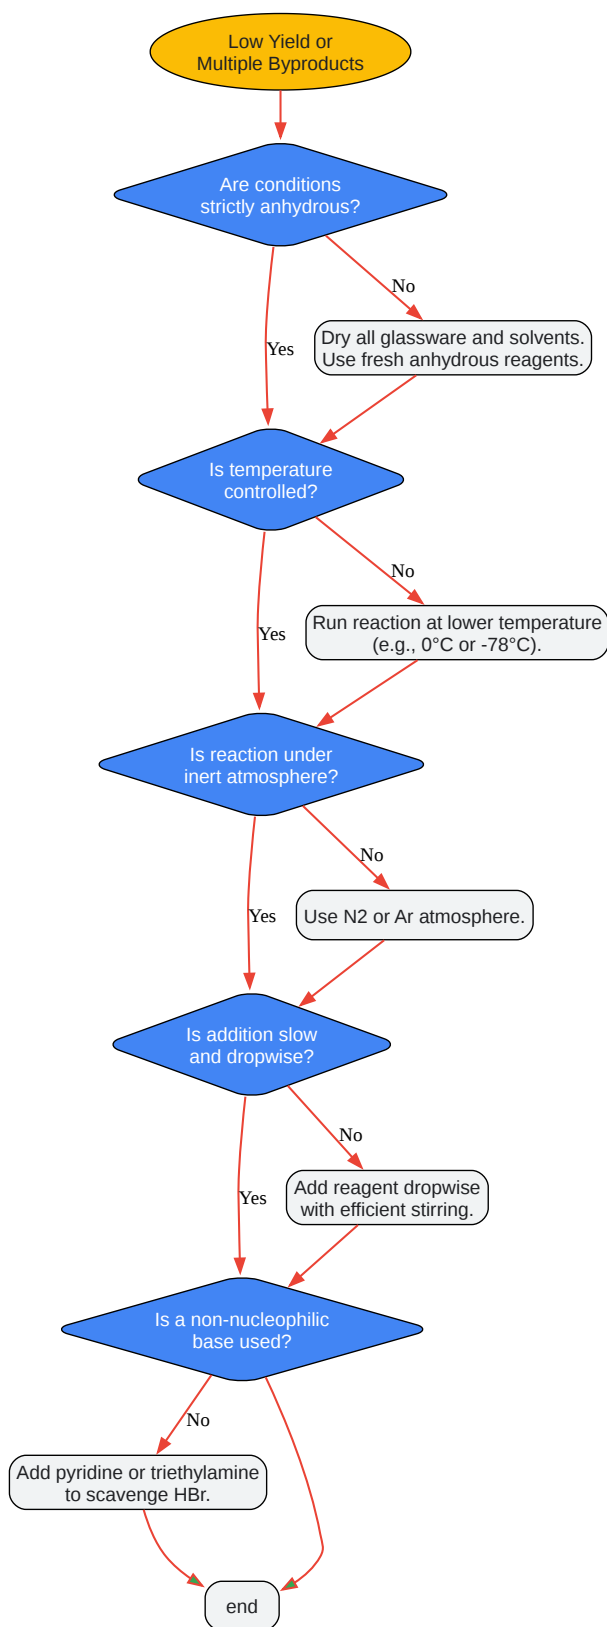 Low Yield or
Multiple Byproducts
Are conditions
strictly anhydrous?
No
Dry all glassware and solvents.
Use fresh anhydrous reagents.
Yes
Is temperature
controlled?
No
Run reaction at lower temperature
(e.g., 0°C or -78°C).
Yes
Is reaction under
inert atmosphere?
No
Use N2 or Ar atmosphere.
Yes
Is addition slow
and dropwise?
No
Add reagent dropwise
with efficient stirring.
Yes
Is a non-nucleophilic
base used?
No
Add pyridine or triethylamine
to scavenge HBr.
end